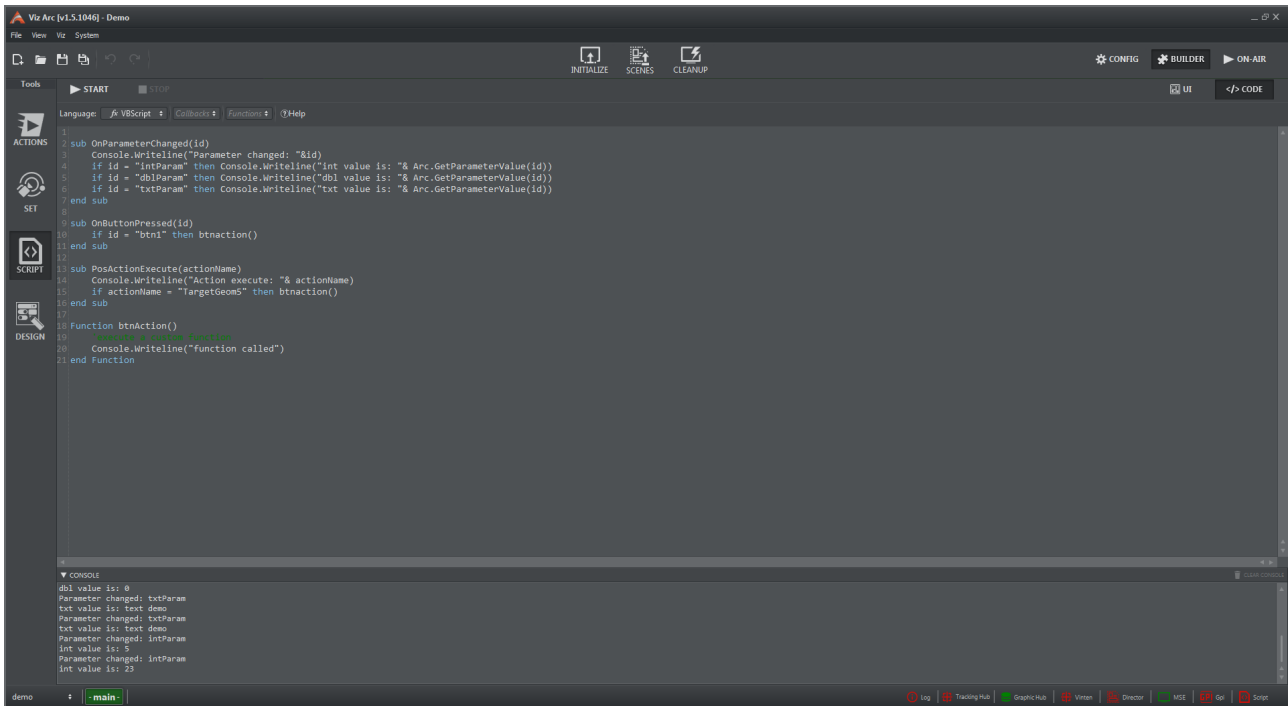 Viz Arc [v1.5.1046] - Demo
File View Viz System
INITIALIZE SCENES CLEANUP
CONFIG BUILDER ON-AIR
Tools
START STOP
UI </> CODE
Language: fx VBScript Callbacks Functions Help
ACTIONS
SET
SCRIPT
DESIGN
1
2 sub OnParameterChanged(id)
3 Console.Writeline("Parameter changed: "&id)
4 if id = "intParam" then Console.Writeline("int value is: "& Arc.GetParameterValue(id))
5 if id = "dblParam" then Console.Writeline("dbl value is: "& Arc.GetParameterValue(id))
6 if id = "txtParam" then Console.Writeline("txt value is: "& Arc.GetParameterValue(id))
7 end sub
8
9 sub OnButtonPressed(id)
10 if id = "btn1" then btnaction()
11 end sub
12
13 sub PosActionExecute(actionName)
14 Console.Writeline("Action execute: "& actionName)
15 if actionName = "TargetGeom5" then btnaction()
16 end sub
17
18 Function btnAction()
19
20 Console.Writeline("function called")
21 end Function
CONSOLE
CLEAR CONSOLE
dbl value is: 0
Parameter changed: txtParam
txt value is: text demo
Parameter changed: txtParam
txt value is: text demo
Parameter changed: intParam
int value is: 5
Parameter changed: intParam
int value is: 23
demo -main- Log Tracking Hub Graphic Hub Vinten Director MSE Gpi Script